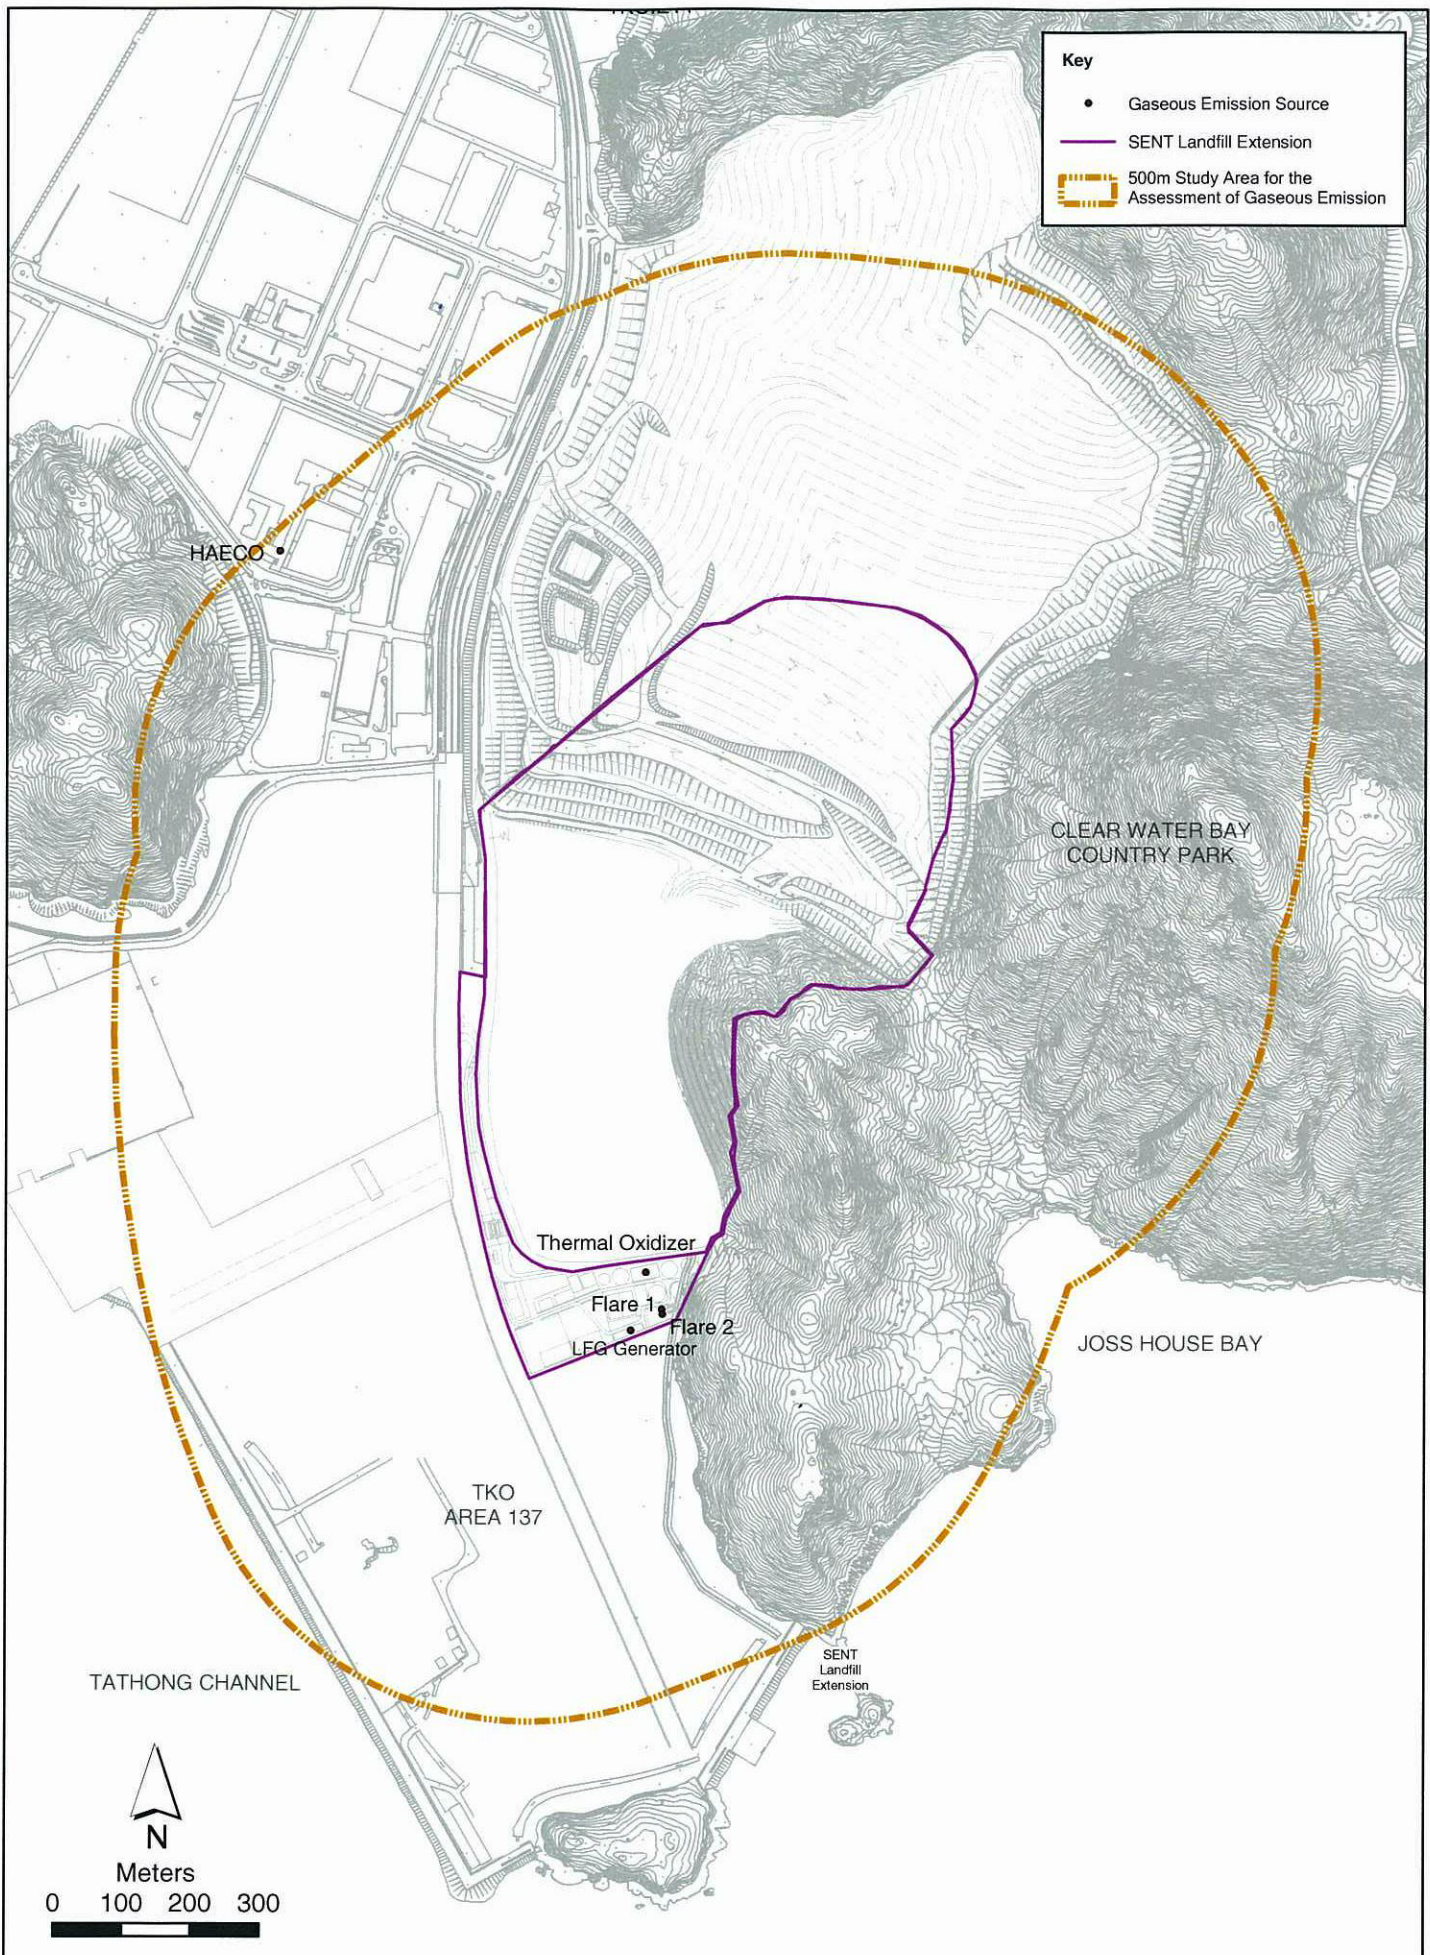 Key
Gaseous Emission Source
SENT Landfill Extension
500m Study Area for the
Assessment of Gaseous Emission
HAECO
CLEAR WATER BAY
COUNTRY PARK
Thermal Oxidizer
Flare 1
Flare 2
LFG Generator
JOSS HOUSE BAY
TKO
AREA 137
SENT
Landfill
Extension
TATHONG CHANNEL
N
Meters
0 100 200 300